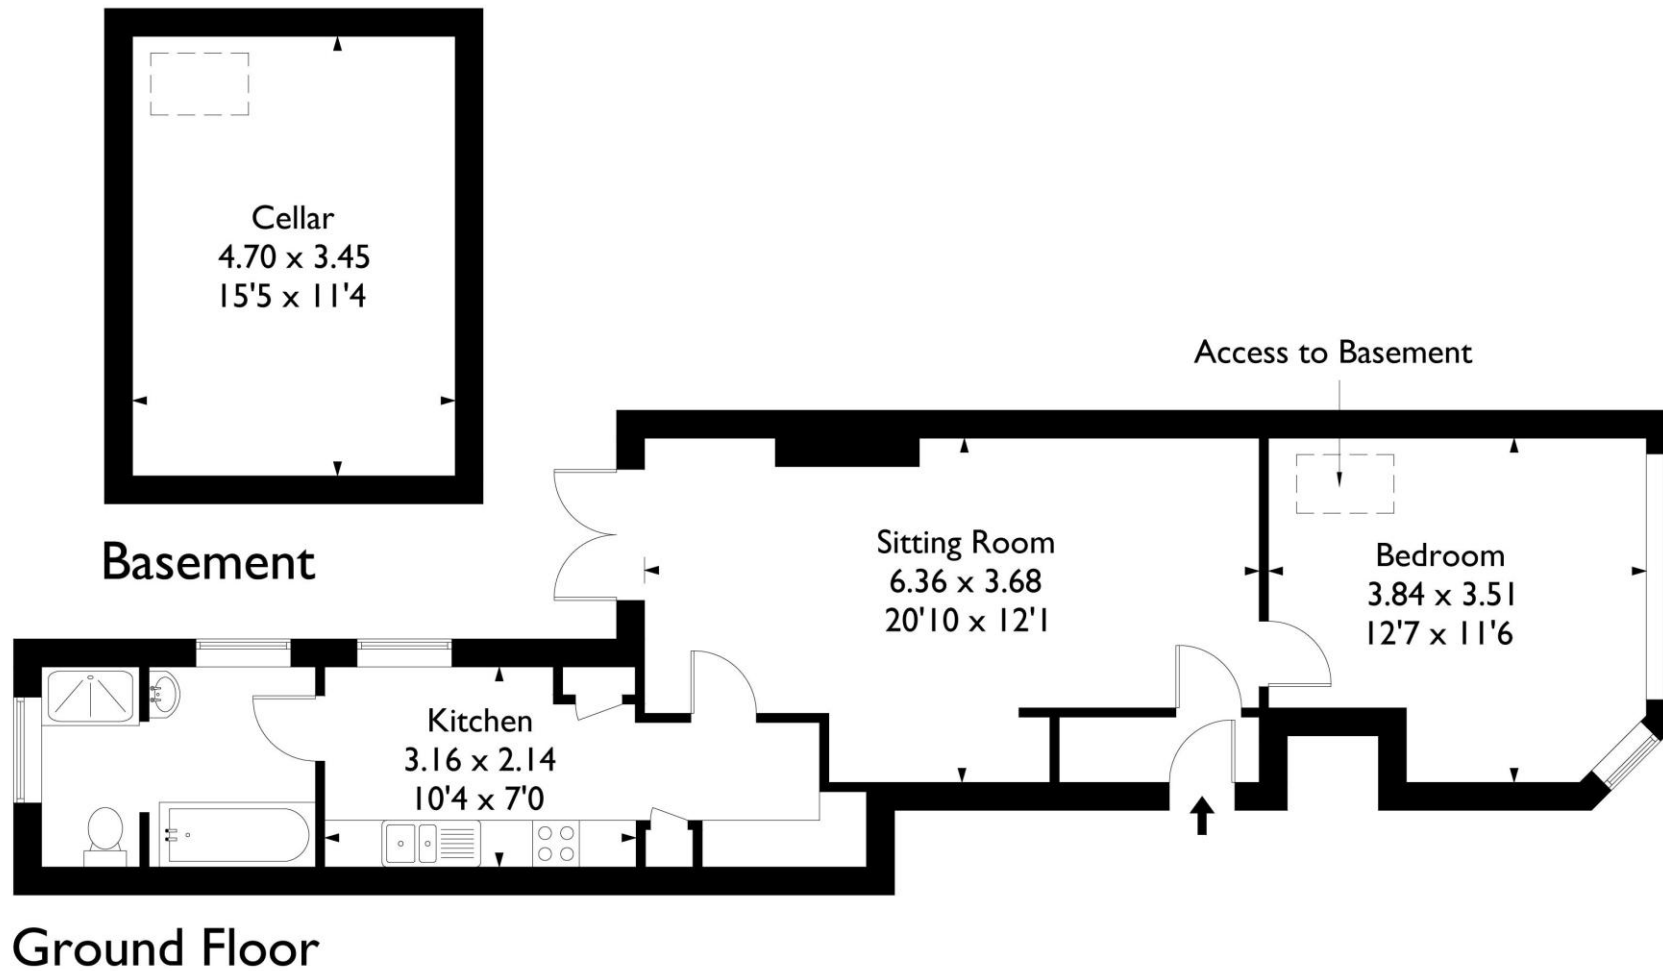 Cellar
4.70 x 3.45
15'5 x 11'4
Basement
Access to Basement
Sitting Room
6.36 x 3.68
20'10 x 12'1
Bedroom
3.84 x 3.51
12'7 x 11'6
Kitchen
3.16 x 2.14
10'4 x 7'0
Ground Floor